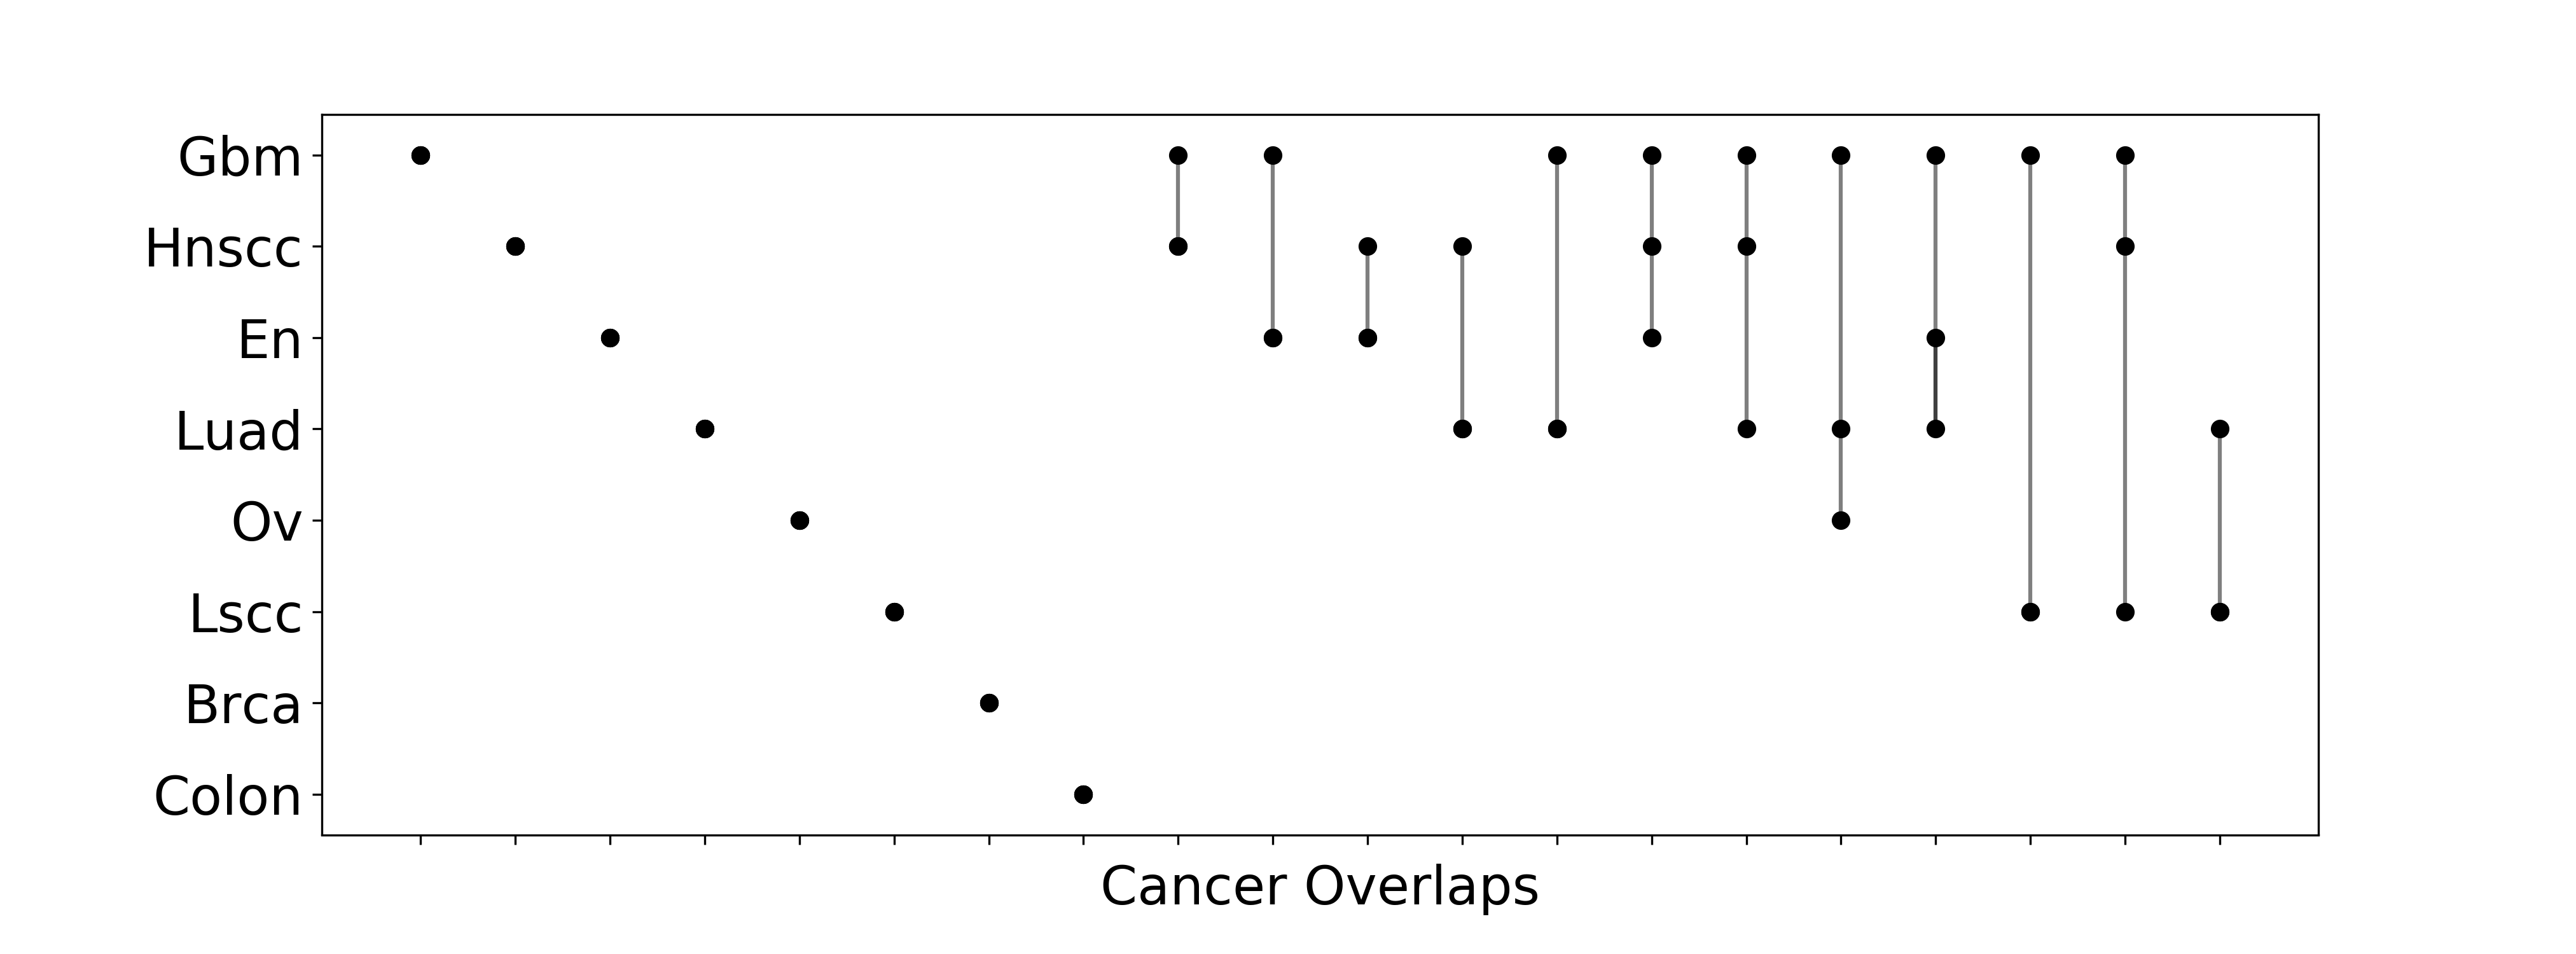 Gbm
Hnscc
En
Luad
Ov
Lscc
Brca
Colon
Cancer Overlaps